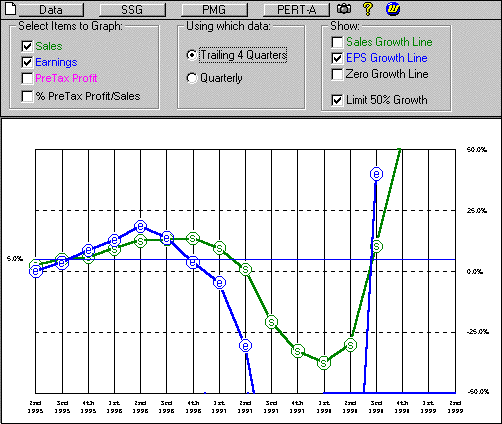 Data SSG PMG PERT-A ?
Select Items to Graph:
Sales
Earnings
PreTax Profit
% PreTax Profit/Sales
Using which data:
Trailing 4 Quarters
Quarterly
Show:
Sales Growth Line
EPS Growth Line
Zero Growth Line
Limit 50% Growth
50.0%
25.0%
5.0%
0.0%
-25.0%
-50.0%
2nd 3rd 4th 1st 2nd 3rd 4th 1st 2nd 3rd 4th 1st 2nd 3rd 4th 1st 2nd
1995 1995 1995 1996 1996 1996 1996 1997 1997 1997 1997 1998 1998 1998 1998 1999 1999